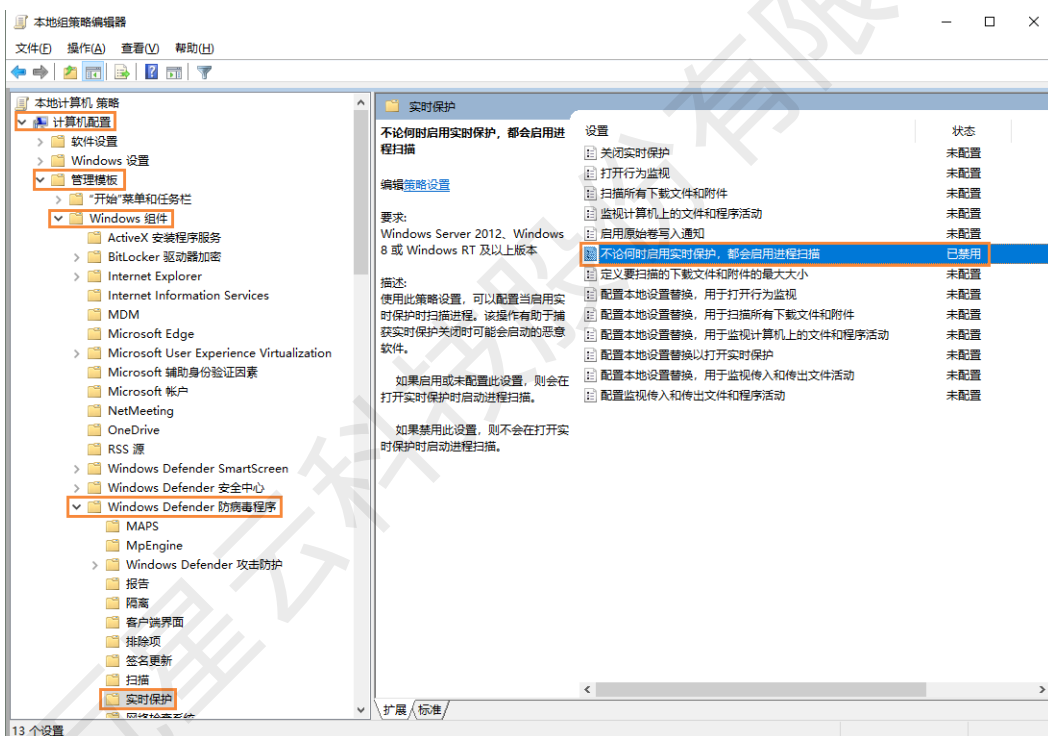 本地组策略编辑器
文件(F) 操作(A) 查看(V) 帮助(H)
本地计算机 策略
计算机配置
软件设置
Windows 设置
管理模板
"开始"菜单和任务栏
Windows 组件
ActiveX 安装程序服务
BitLocker 驱动器加密
Internet Explorer
Internet Information Services
MDM
Microsoft Edge
Microsoft User Experience Virtualization
Microsoft 辅助身份验证因素
Microsoft 帐户
NetMeeting
OneDrive
RSS 源
Windows Defender SmartScreen
Windows Defender 安全中心
Windows Defender 防病毒程序
MAPS
MpEngine
Windows Defender 攻击防护
报告
隔离
客户端界面
排除项
签名更新
扫描
实时保护
网络检查系统
实时保护
不论何时启用实时保护，都会启用进
程扫描
编辑策略设置
要求:
Windows Server 2012、Windows
8 或 Windows RT 及以上版本
描述:
使用此策略设置，可以配置当启用实
时保护时扫描进程。该操作有助于捕
获实时保护关闭时可能会启动的恶意
软件。
如果启用或未配置此设置，则会在
打开实时保护时启动进程扫描。
如果禁用此设置，则不会在打开实
时保护时启动进程扫描。
设置 状态
关闭实时保护 未配置
打开行为监视 未配置
扫描所有下载文件和附件 未配置
监视计算机上的文件和程序活动 未配置
启用原始卷写入通知 未配置
不论何时启用实时保护，都会启用进程扫描 已禁用
定义要扫描的下载文件和附件的最大大小 未配置
配置本地设置替换，用于打开行为监视 未配置
配置本地设置替换，用于扫描所有下载文件和附件 未配置
配置本地设置替换，用于监视计算机上的文件和程序活动 未配置
配置本地设置替换以打开实时保护 未配置
配置本地设置替换，用于监视传入和传出文件活动 未配置
配置监视传入和传出文件和程序活动 未配置
扩展 标准
13 个设置
星云科技股份有限